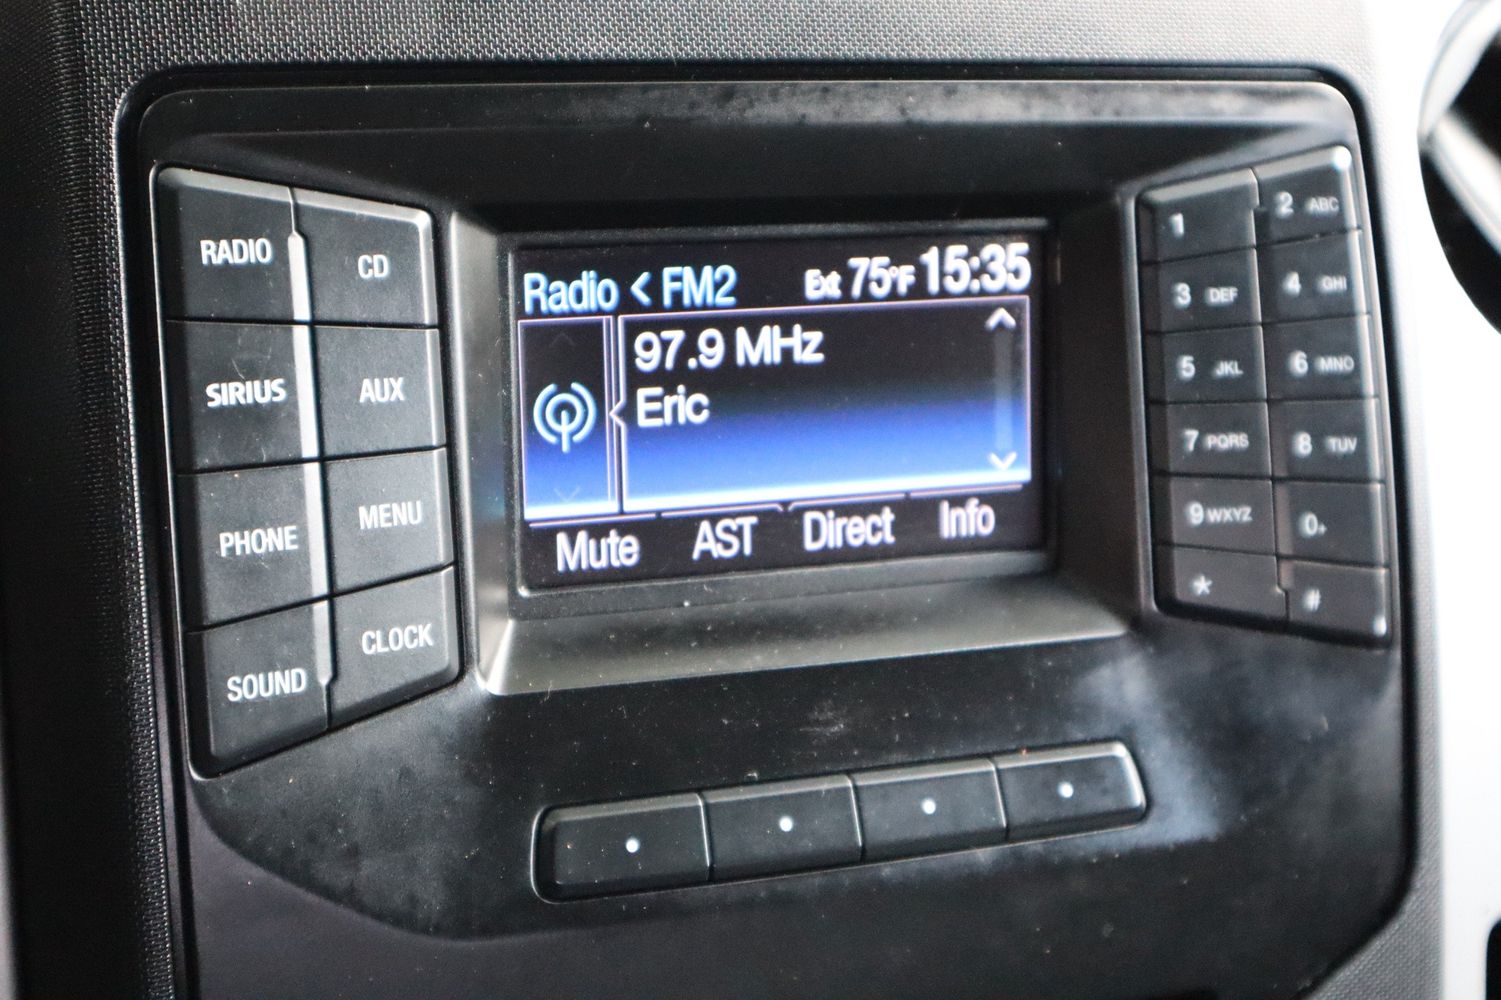 RADIO
CD
SIRIUS
AUX
PHONE
MENU
SOUND
CLOCK
Radio < FM2 Ext 75°F 15:35
97.9 MHz
Eric
Mute AST Direct Info
1
2 ABC
3 DEF
4 GHI
5 JKL
6 MNO
7 PQRS
8 TUV
9 WXYZ
0+
*
#